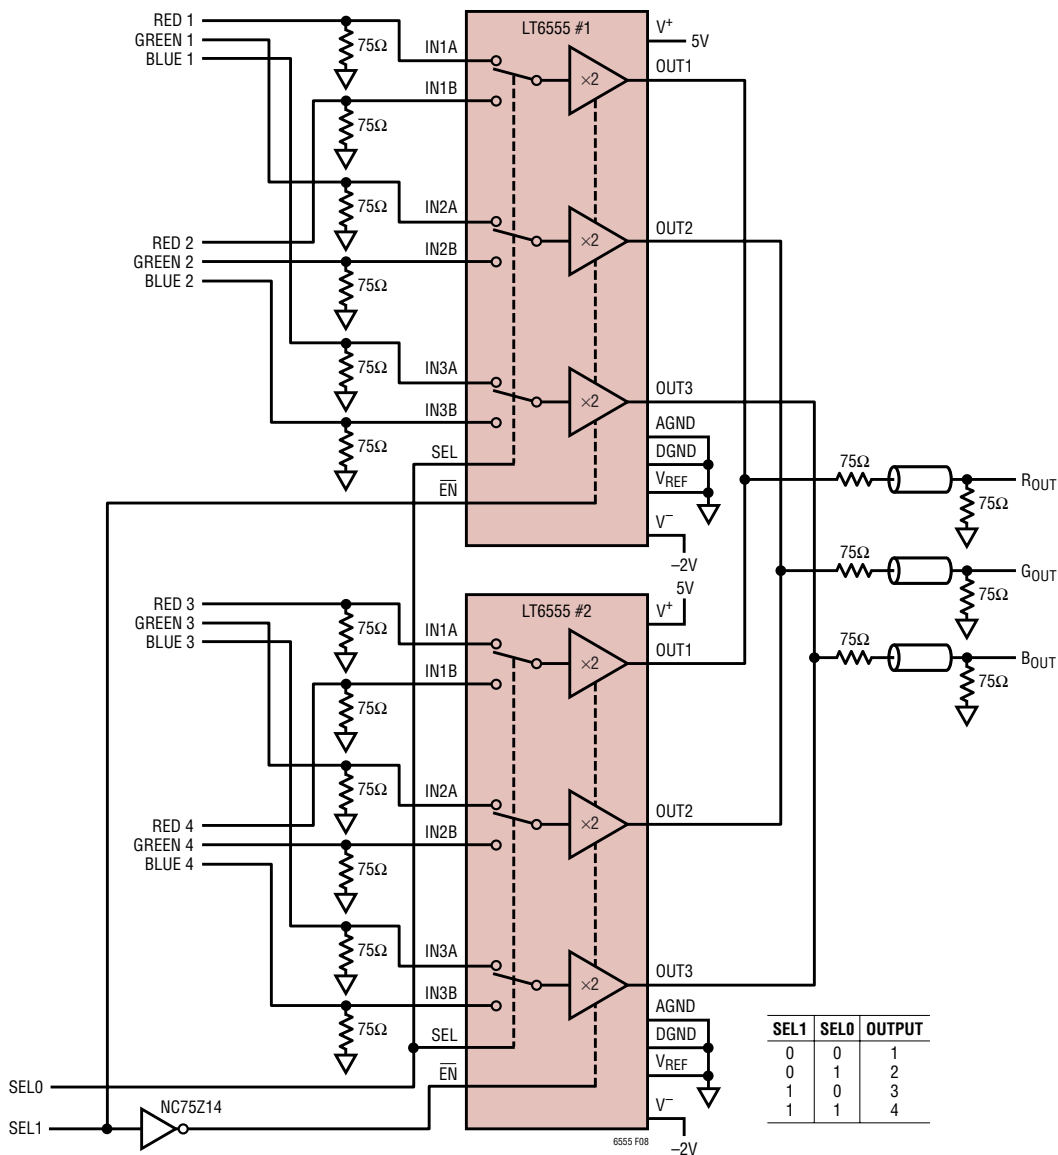 RED 1
GREEN 1
BLUE 1
75Ω
IN1A
IN1B
75Ω
75Ω
IN2A
RED 2
GREEN 2
BLUE 2
IN2B
75Ω
75Ω
IN3A
IN3B
75Ω
SEL
EN
LT6555 #1
×2
×2
×2
V+
5V
OUT1
OUT2
OUT3
AGND
DGND
VREF
V−
–2V
75Ω
75Ω
ROUT
75Ω
75Ω
GOUT
75Ω
75Ω
BOUT
RED 3
GREEN 3
BLUE 3
75Ω
IN1A
IN1B
75Ω
75Ω
IN2A
RED 4
GREEN 4
BLUE 4
IN2B
75Ω
75Ω
IN3A
IN3B
75Ω
SEL
EN
LT6555 #2
×2
×2
×2
5V
V+
OUT1
OUT2
OUT3
AGND
DGND
VREF
V−
–2V
SEL0
SEL1
NC75Z14
6555 F08
SEL1 SEL0 OUTPUT
0 0 1
0 1 2
1 0 3
1 1 4